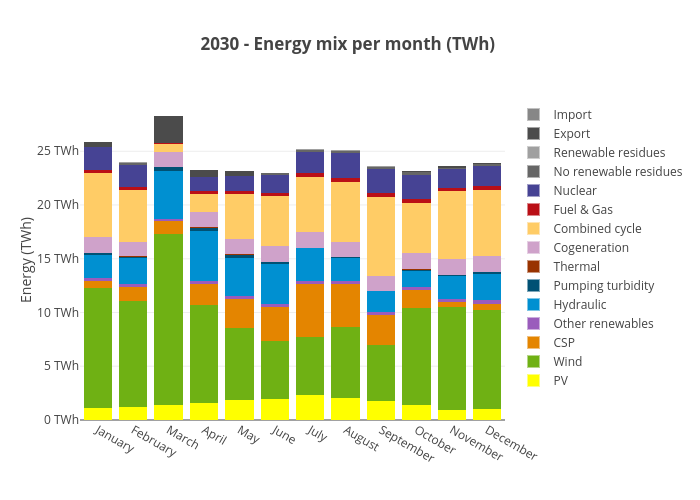 2030 - Energy mix per month (TWh)
Energy (TWh)
25 TWh
20 TWh
15 TWh
10 TWh
5 TWh
0 TWh
January
February
March
April
May
June
July
August
September
October
November
December
Import
Export
Renewable residues
No renewable residues
Nuclear
Fuel & Gas
Combined cycle
Cogeneration
Thermal
Pumping turbidity
Hydraulic
Other renewables
CSP
Wind
PV